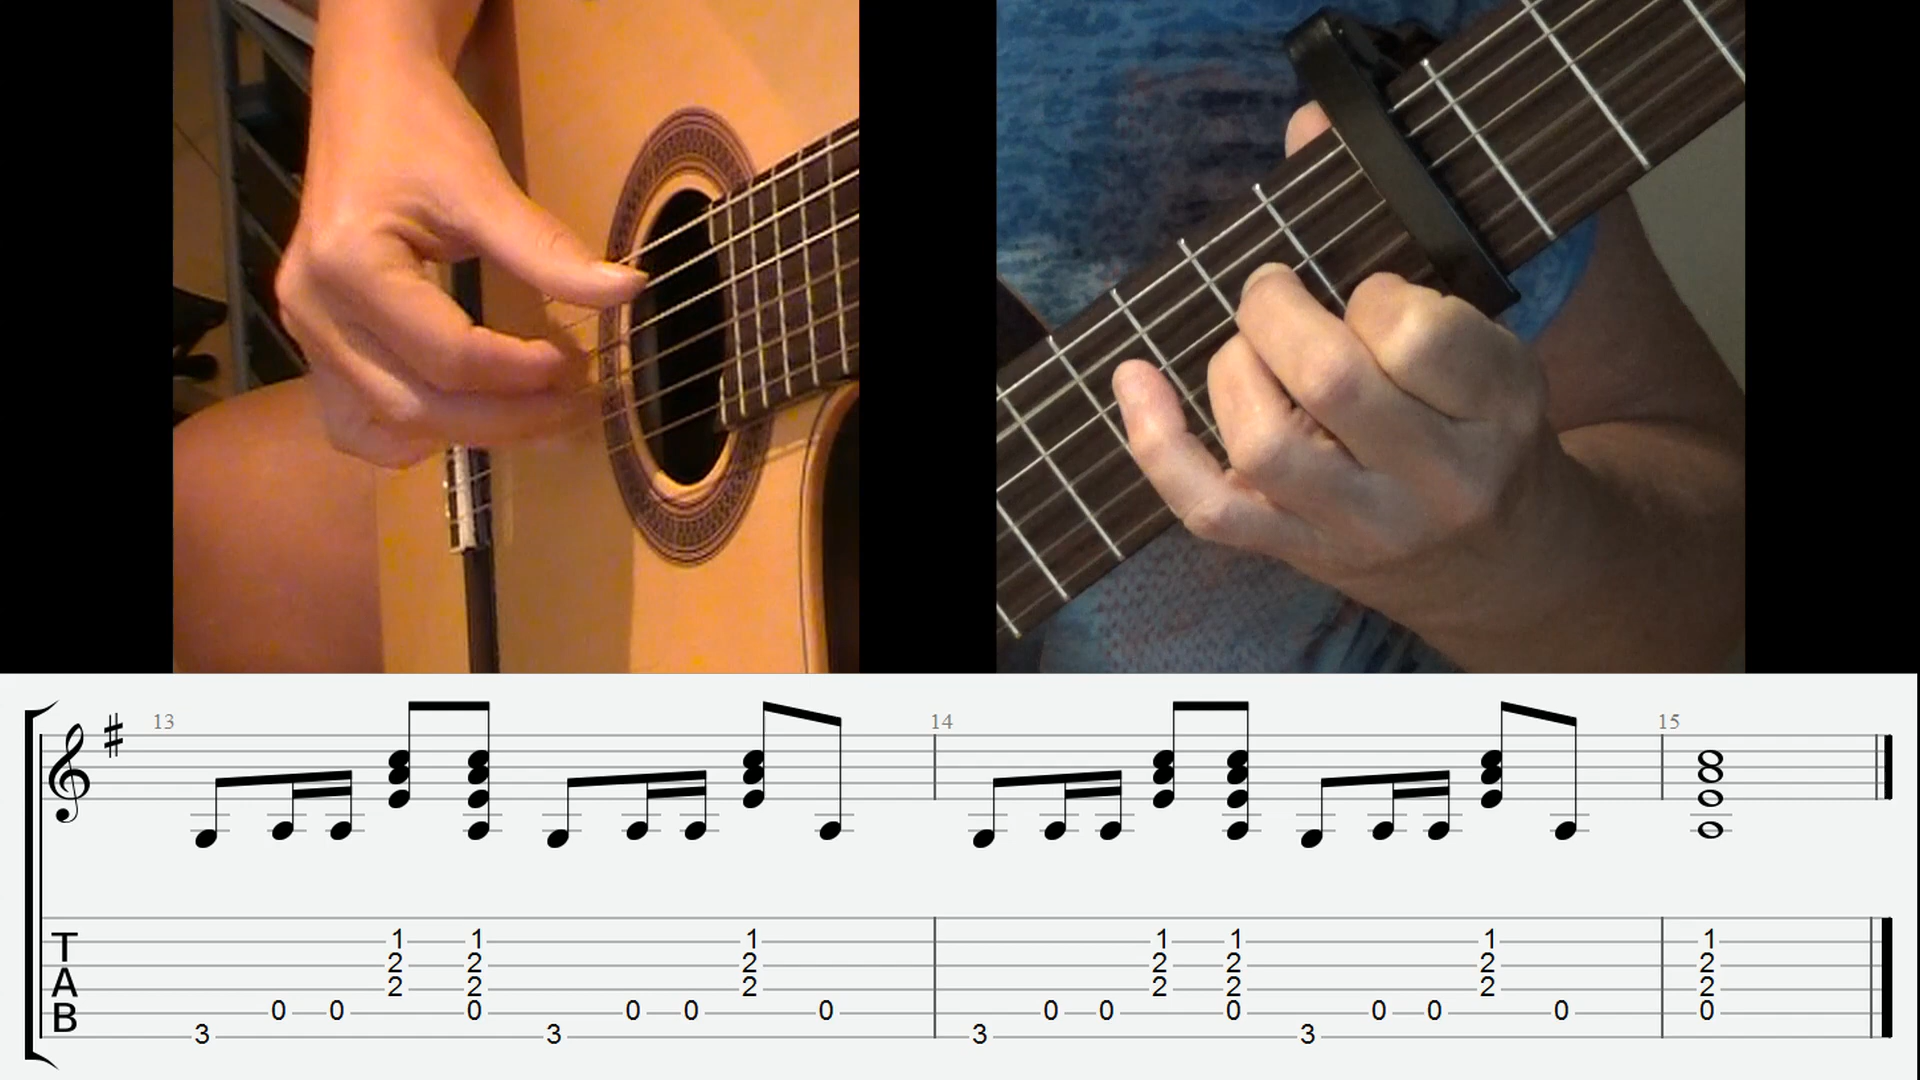 13 14 15
T 1 1 1 1 1 1 1
2 2 2 2 2 2 2
A 2 2 2 2 2 2 2
B 0 0 0 0 0 0 0 0 0 0 0 0 0
3 3 3 3